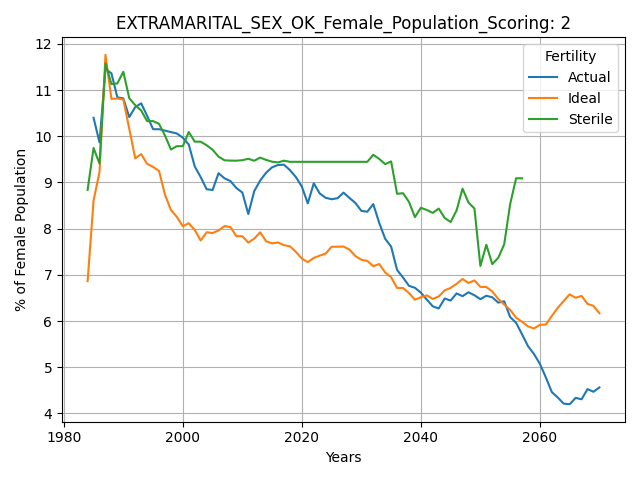 EXTRAMARITAL_SEX_OK_Female_Population_Scoring: 2
Fertility
Actual
Ideal
Sterile
% of Female Population
12
11
10
9
8
7
6
5
4
1980
2000
2020
2040
2060
Years